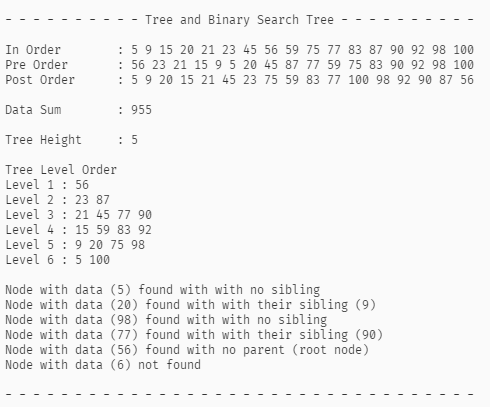 - - - - - - - - - - Tree and Binary Search Tree - - - - - - - - - -
In Order : 5 9 15 20 21 23 45 56 59 75 77 83 87 90 92 98 100
Pre Order : 56 23 21 15 9 5 20 45 87 77 59 75 83 90 92 98 100
Post Order : 5 9 20 15 21 45 23 75 59 83 77 100 98 92 90 87 56
Data Sum : 955
Tree Height : 5
Tree Level Order
Level 1 : 56
Level 2 : 23 87
Level 3 : 21 45 77 90
Level 4 : 15 59 83 92
Level 5 : 9 20 75 98
Level 6 : 5 100
Node with data (5) found with with no sibling
Node with data (20) found with with their sibling (9)
Node with data (98) found with with no sibling
Node with data (77) found with with their sibling (90)
Node with data (56) found with no parent (root node)
Node with data (6) not found
- - - - - - - - - - - - - - - - - - - - - - - - - - - - - - - - - -